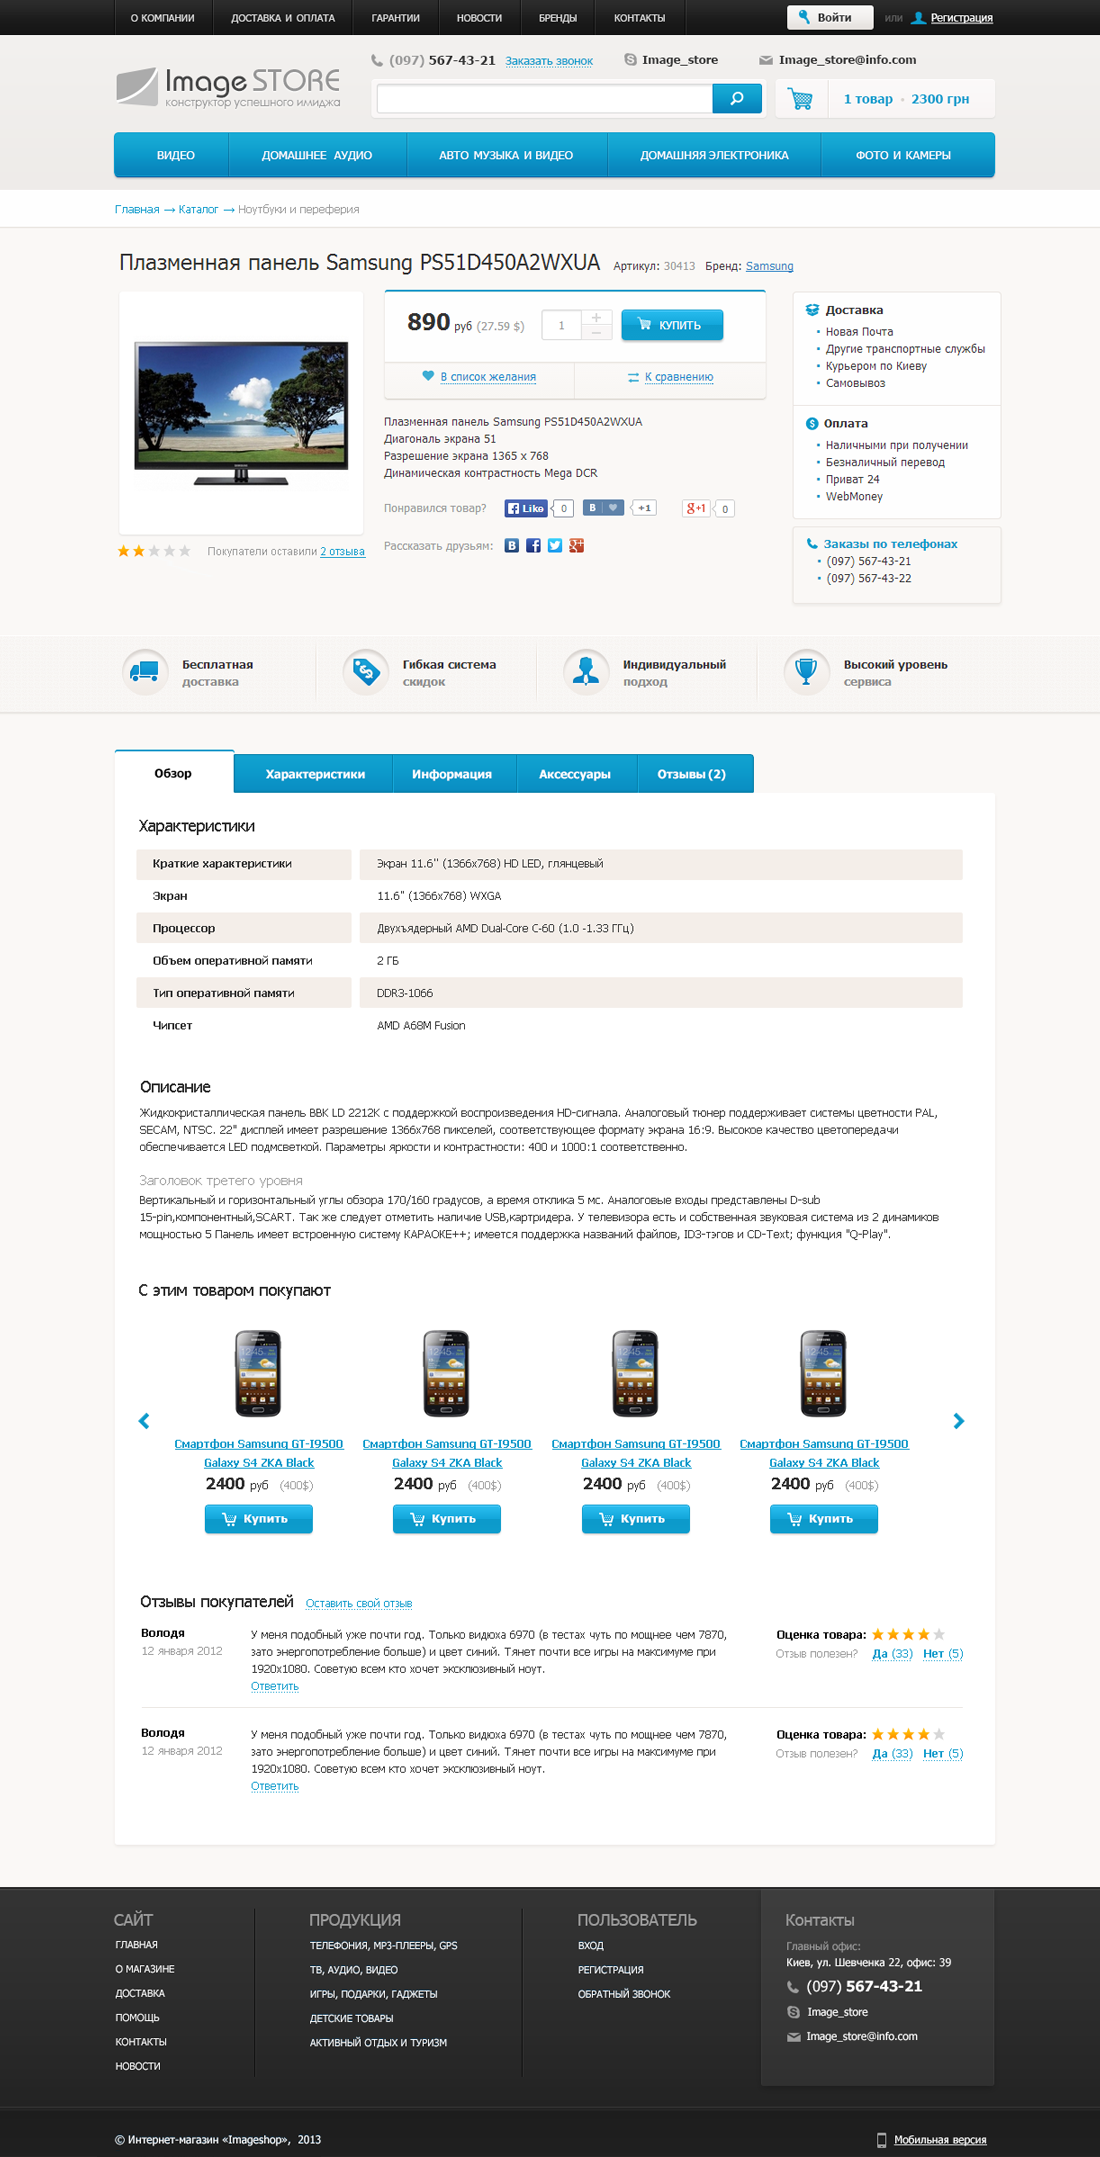 О КОМПАНИИ ДОСТАВКА И ОПЛАТА ГАРАНТИИ НОВОСТИ БРЕНДЫ КОНТАКТЫ Войти или Регистрация
(097) 567-43-21 Заказать звонок Image_store Image_store@info.com
Image STORE
конструктор успешного имиджа
1 товар • 2300 грн
ВИДЕО ДОМАШНЕЕ АУДИО АВТО МУЗЫКА И ВИДЕО ДОМАШНЯЯ ЭЛЕКТРОНИКА ФОТО И КАМЕРЫ
Главная → Каталог → Ноутбуки и переферия
Плазменная панель Samsung PS51D450A2WXUA Артикул: 30413 Бренд: Samsung
890 руб (27.59 $) 1 + − КУПИТЬ
В список желания К сравнению
Плазменная панель Samsung PS51D450A2WXUA
Диагональ экрана 51
Разрешение экрана 1365 x 768
Динамическая контрастность Mega DCR
Понравился товар? Like 0 B +1 g+1 0
Рассказать друзьям:
Покупатели оставили 2 отзыва
Доставка
• Новая Почта
• Другие транспортные службы
• Курьером по Киеву
• Самовывоз
Оплата
• Наличными при получении
• Безналичный перевод
• Приват 24
• WebMoney
Заказы по телефонах
• (097) 567-43-21
• (097) 567-43-22
Бесплатная
доставка
Гибкая система
скидок
Индивидуальный
подход
Высокий уровень
сервиса
Обзор Характеристики Информация Аксессуары Отзывы (2)
Характеристики
Краткие характеристики Экран 11.6'' (1366x768) HD LED, глянцевый
Экран 11.6" (1366x768) WXGA
Процессор Двухъядерный AMD Dual-Core C-60 (1.0 -1.33 ГГц)
Объем оперативной памяти 2 ГБ
Тип оперативной памяти DDR3-1066
Чипсет AMD A68M Fusion
Описание
Жидкокристаллическая панель BBK LD 2212K с поддержкой воспроизведения HD-сигнала. Аналоговый тюнер поддерживает системы цветности PAL,
SECAM, NTSC. 22" дисплей имеет разрешение 1366x768 пикселей, соответствующее формату экрана 16:9. Высокое качество цветопередачи
обеспечивается LED подмсветкой. Параметры яркости и контрастности: 400 и 1000:1 соответственно.
Заголовок третего уровня
Вертикальный и горизонтальный углы обзора 170/160 градусов, а время отклика 5 мс. Аналоговые входы представлены D-sub
15-pin,компонентный,SCART. Так же следует отметить наличие USB,картридера. У телевизора есть и собственная звуковая система из 2 динамиков
мощностью 5 Панель имеет встроенную систему КАРАОКЕ++; имеется поддержка названий файлов, ID3-тэгов и CD-Text; функция "Q-Play".
С этим товаром покупают
Смартфон Samsung GT-I9500 Смартфон Samsung GT-I9500 Смартфон Samsung GT-I9500 Смартфон Samsung GT-I9500
Galaxy S4 ZKA Black Galaxy S4 ZKA Black Galaxy S4 ZKA Black Galaxy S4 ZKA Black
2400 руб (400$) 2400 руб (400$) 2400 руб (400$) 2400 руб (400$)
Купить Купить Купить Купить
Отзывы покупателей Оставить свой отзыв
Володя
12 января 2012
У меня подобный уже почти год. Только видюха 6970 (в тестах чуть по мощнее чем 7870,
зато энергопотребление больше) и цвет синий. Тянет почти все игры на максимуме при
1920x1080. Советую всем кто хочет эксклюзивный ноут.
Ответить
Оценка товара:
Отзыв полезен? Да (33) Нет (5)
Володя
12 января 2012
У меня подобный уже почти год. Только видюха 6970 (в тестах чуть по мощнее чем 7870,
зато энергопотребление больше) и цвет синий. Тянет почти все игры на максимуме при
1920x1080. Советую всем кто хочет эксклюзивный ноут.
Ответить
Оценка товара:
Отзыв полезен? Да (33) Нет (5)
САЙТ
ГЛАВНАЯ
О МАГАЗИНЕ
ДОСТАВКА
ПОМОЩЬ
КОНТАКТЫ
НОВОСТИ
ПРОДУКЦИЯ
ТЕЛЕФОНИЯ, MP3-ПЛЕЕРЫ, GPS
ТВ, АУДИО, ВИДЕО
ИГРЫ, ПОДАРКИ, ГАДЖЕТЫ
ДЕТСКИЕ ТОВАРЫ
АКТИВНЫЙ ОТДЫХ И ТУРИЗМ
ПОЛЬЗОВАТЕЛЬ
ВХОД
РЕГИСТРАЦИЯ
ОБРАТНЫЙ ЗВОНОК
Контакты
Главный офис:
Киев, ул. Шевченка 22, офис: 39
(097) 567-43-21
Image_store
Image_store@info.com
© Интернет-магазин «Imageshop», 2013
Мобильная версия